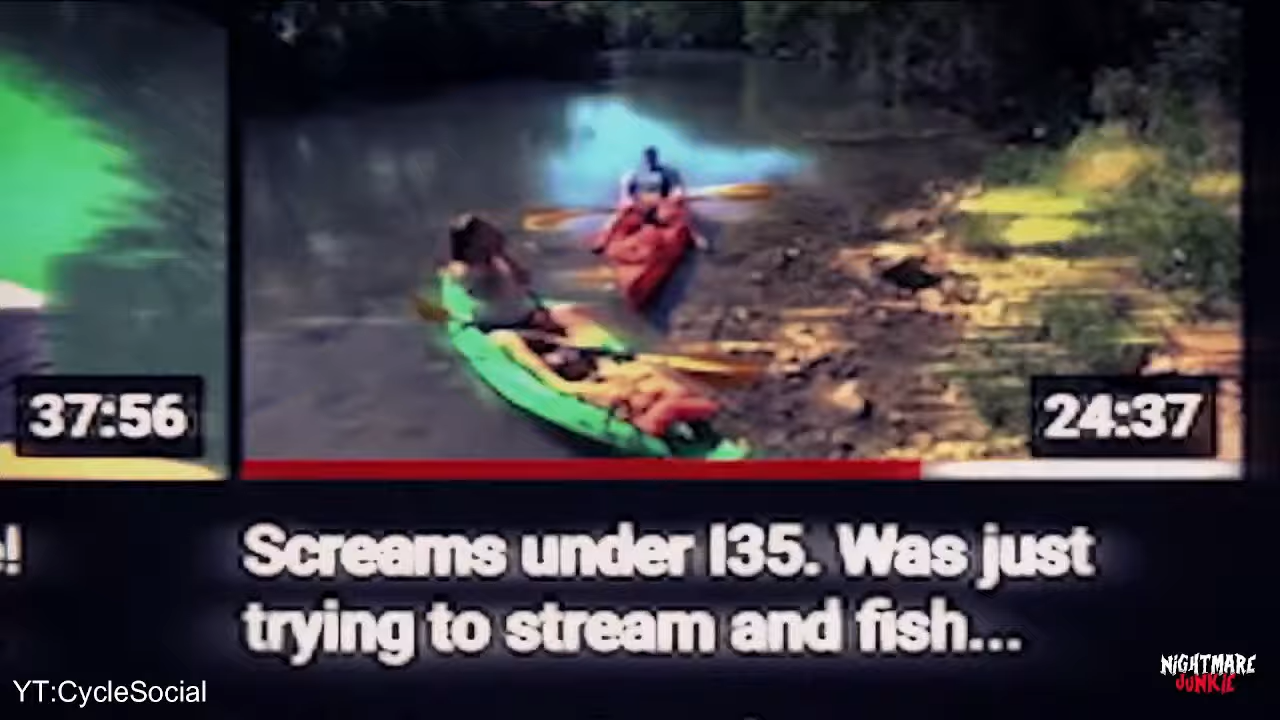 37:56
24:37
Screams under I35. Was just
trying to stream and fish...
YT:CycleSocial
NIGHTMARE
JUNKIE